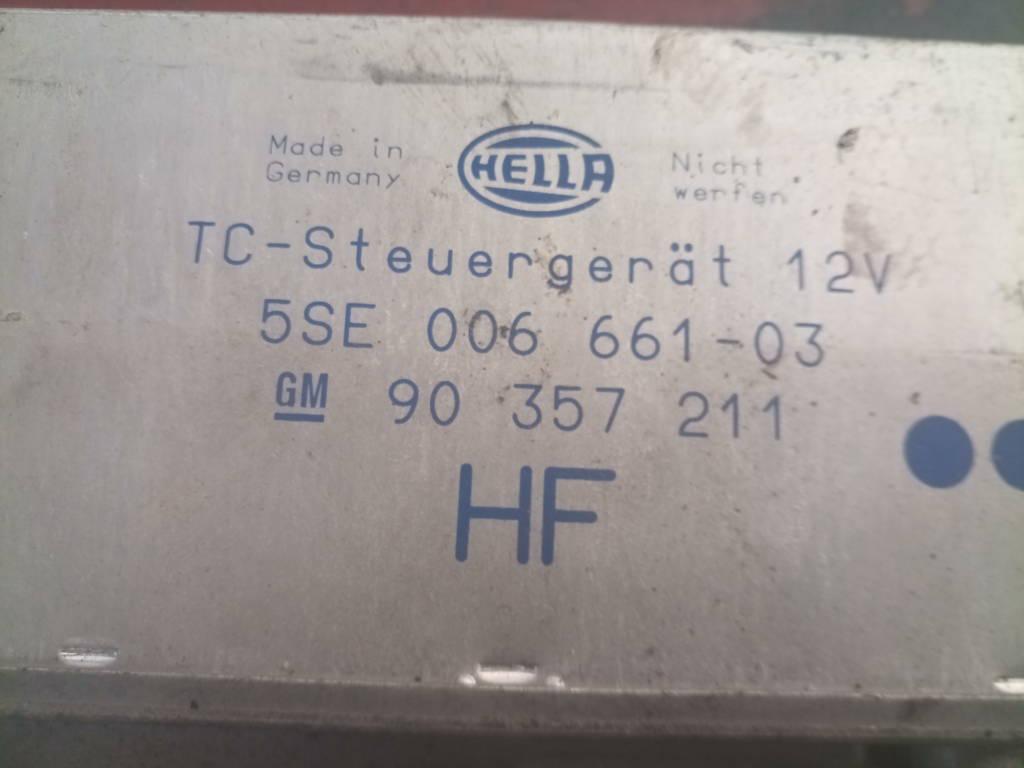 Made in
Germany
HELLA
Nicht
werfen
TC-Steuergerät 12V
5SE 006 661-03
GM 90 357 211
HF